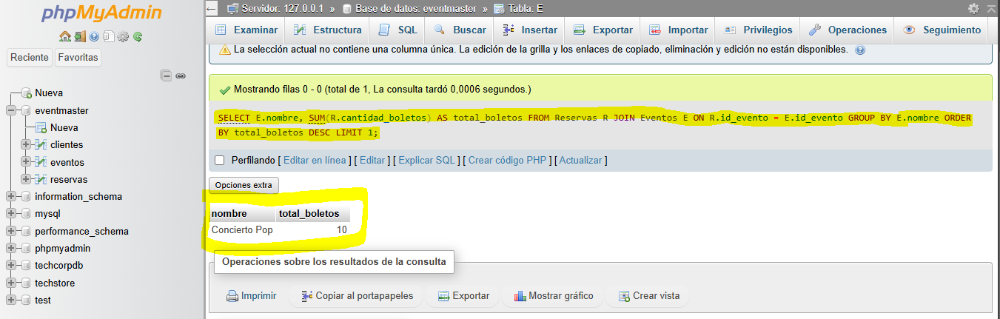 phpMyAdmin
Reciente Favoritas
Nueva
eventmaster
Nueva
clientes
eventos
reservas
information_schema
mysql
performance_schema
phpmyadmin
techcorpdb
techstore
test
Servidor: 127.0.0.1 » Base de datos: eventmaster » Tabla: E
Examinar Estructura SQL Buscar Insertar Exportar Importar Privilegios Operaciones Seguimiento
La selección actual no contiene una columna única. La edición de la grilla y los enlaces de copiado, eliminación y edición no están disponibles.
Mostrando filas 0 - 0 (total de 1, La consulta tardó 0,0006 segundos.)
SELECT E.nombre, SUM(R.cantidad_boletos) AS total_boletos FROM Reservas R JOIN Eventos E ON R.id_evento = E.id_evento GROUP BY E.nombre ORDER
BY total_boletos DESC LIMIT 1;
Perfilando [ Editar en línea ] [ Editar ] [ Explicar SQL ] [ Crear código PHP ] [ Actualizar ]
Opciones extra
nombre total_boletos
Concierto Pop 10
Operaciones sobre los resultados de la consulta
Imprimir Copiar al portapapeles Exportar Mostrar gráfico Crear vista